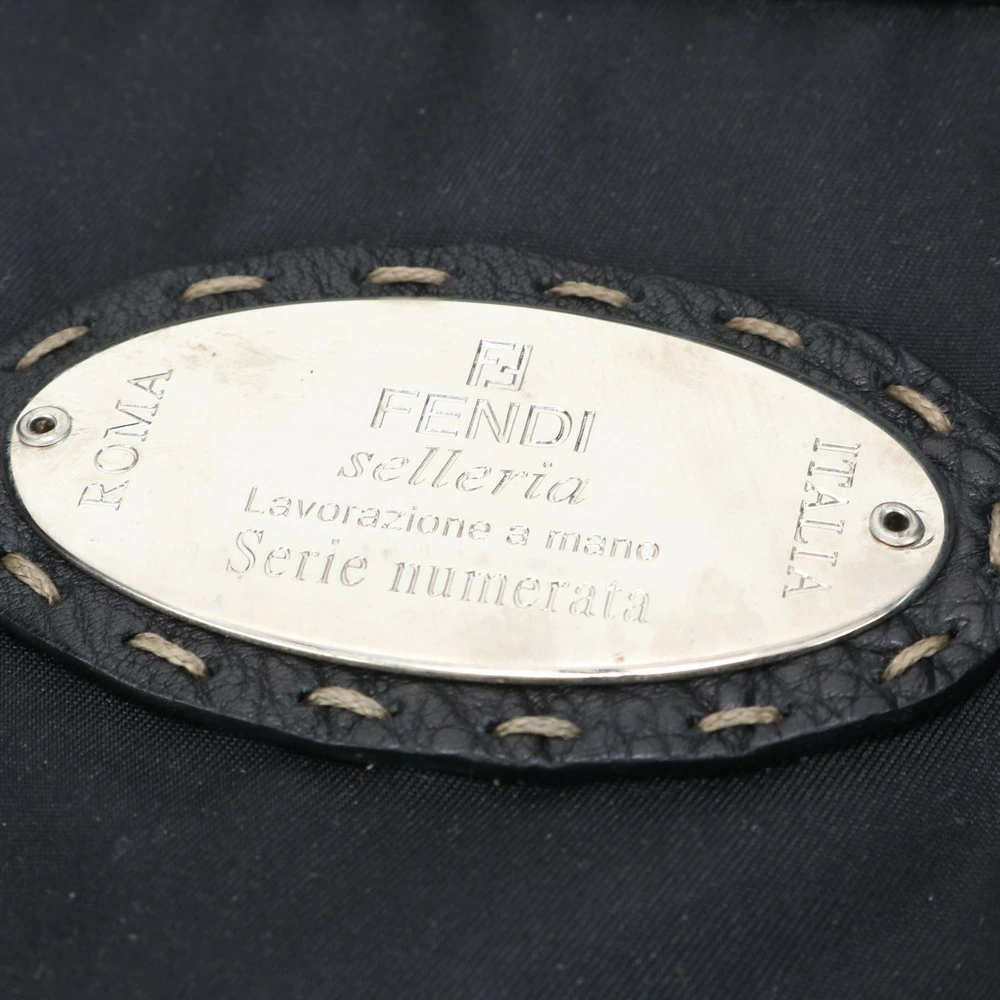 ROMA
FF
FENDI
selleria
Lavorazione a mano
Serie numerata
ITALIA